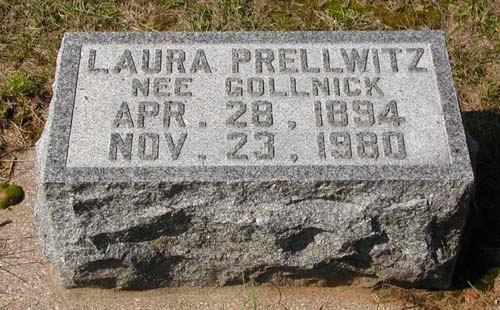 LAURA PRELLWITZ
NEE GOLLNICK
APR. 28, 1894
NOV. 23, 1980